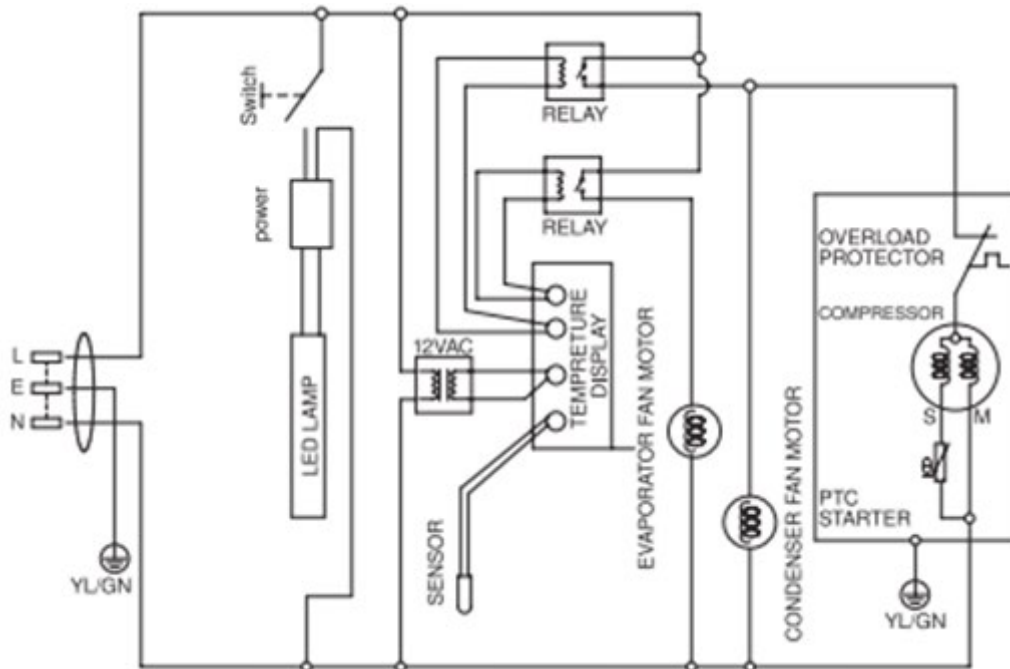 Switch
RELAY
RELAY
power
OVERLOAD
PROTECTOR
COMPRESSOR
12VAC
TEMPRETURE
DISPLAY
L
E
N
LED LAMP
EVAPORATOR FAN MOTOR
S M
CONDENSER FAN MOTOR
PTC
STARTER
SENSOR
YL/GN
YL/GN